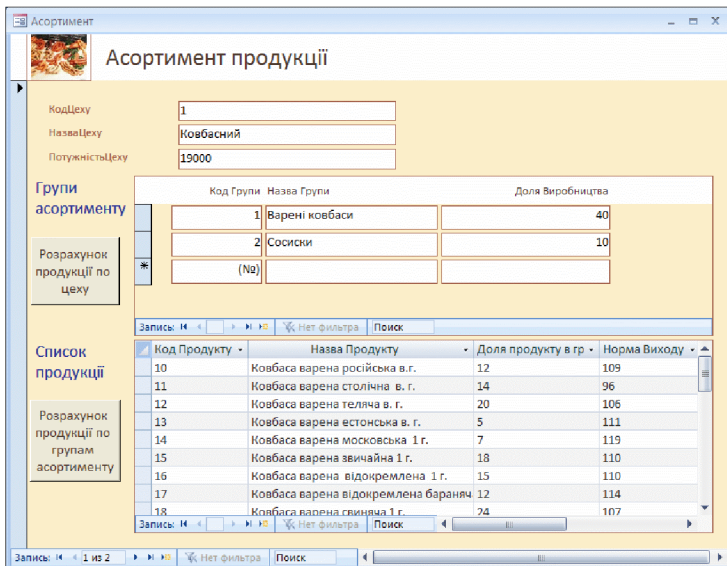 Асортимент
Асортимент продукції
КодЦеху 1
НазваЦеху Ковбасний
ПотужністьЦеху 19000
Групи асортименту
Код Групи Назва Групи Доля Виробництва
1 Варені ковбаси 40
2 Сосиски 10
(№)
Розрахунок
продукції по
цеху
Запись: Нет фильтра Поиск
Список
продукції
Код Продукту Назва Продукту Доля продукту в гр Норма Виходу
10 Ковбаса варена російська в.г. 12 109
11 Ковбаса варена столічна в. г. 14 96
12 Ковбаса варена теляча в. г. 20 106
13 Ковбаса варена естонська в. г. 5 111
14 Ковбаса варена московська 1 г. 7 119
15 Ковбаса варена звичайна 1 г. 18 110
16 Ковбаса варена відокремлена 1 г. 15 110
17 Ковбаса варена відокремлена бараняча 12 114
18 Ковбаса варена свиняча 1 г. 24 107
Розрахунок
продукції по
групам
асортименту
Запись: Нет фильтра Поиск
Запись: 1 из 2 Нет фильтра Поиск